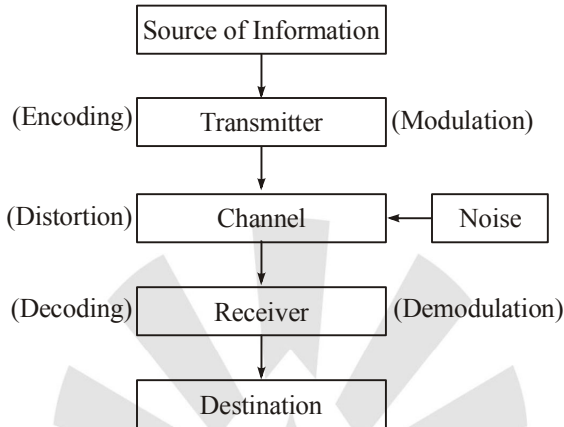 Source of Information
(Encoding) Transmitter (Modulation)
(Distortion) Channel Noise
(Decoding) Receiver (Demodulation)
Destination